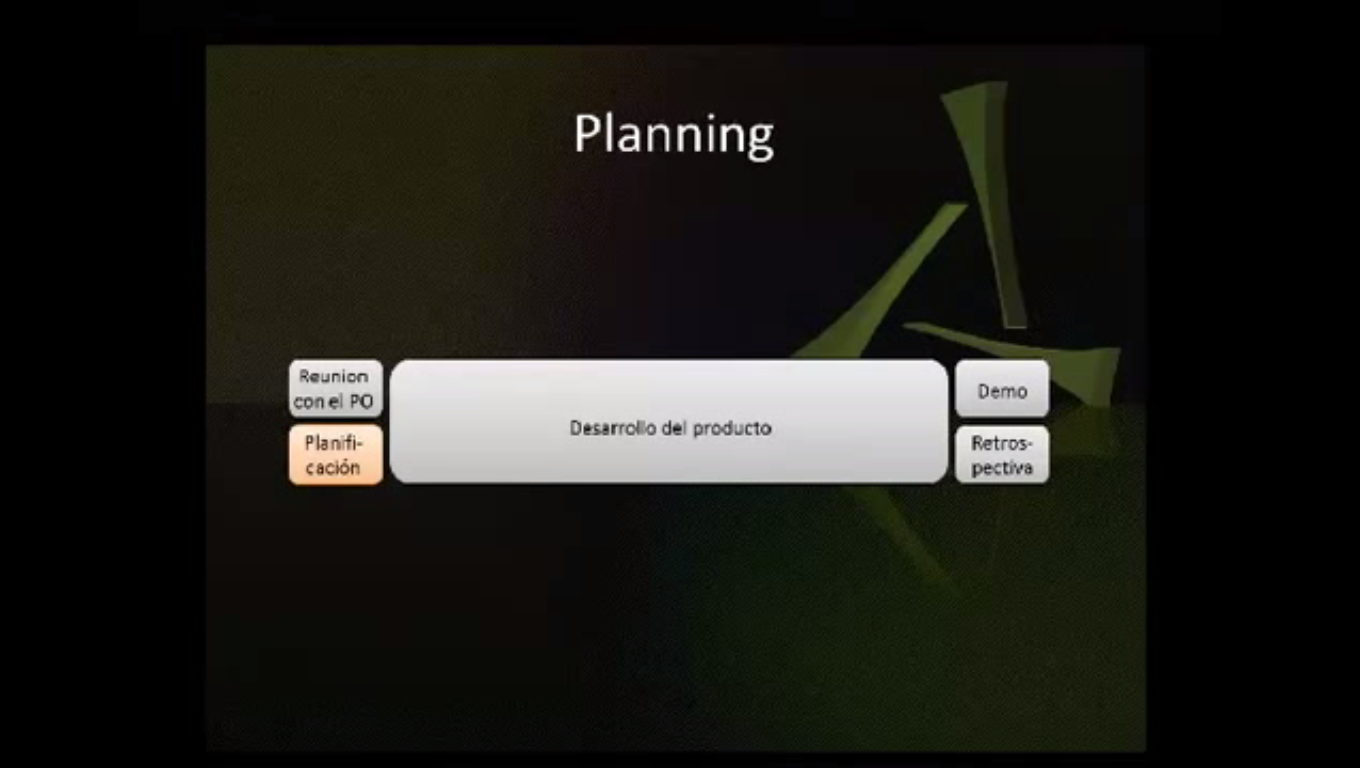 Planning
Reunion
con el PO
Planifi-
cación
Desarrollo del producto
Demo
Retros-
pectiva